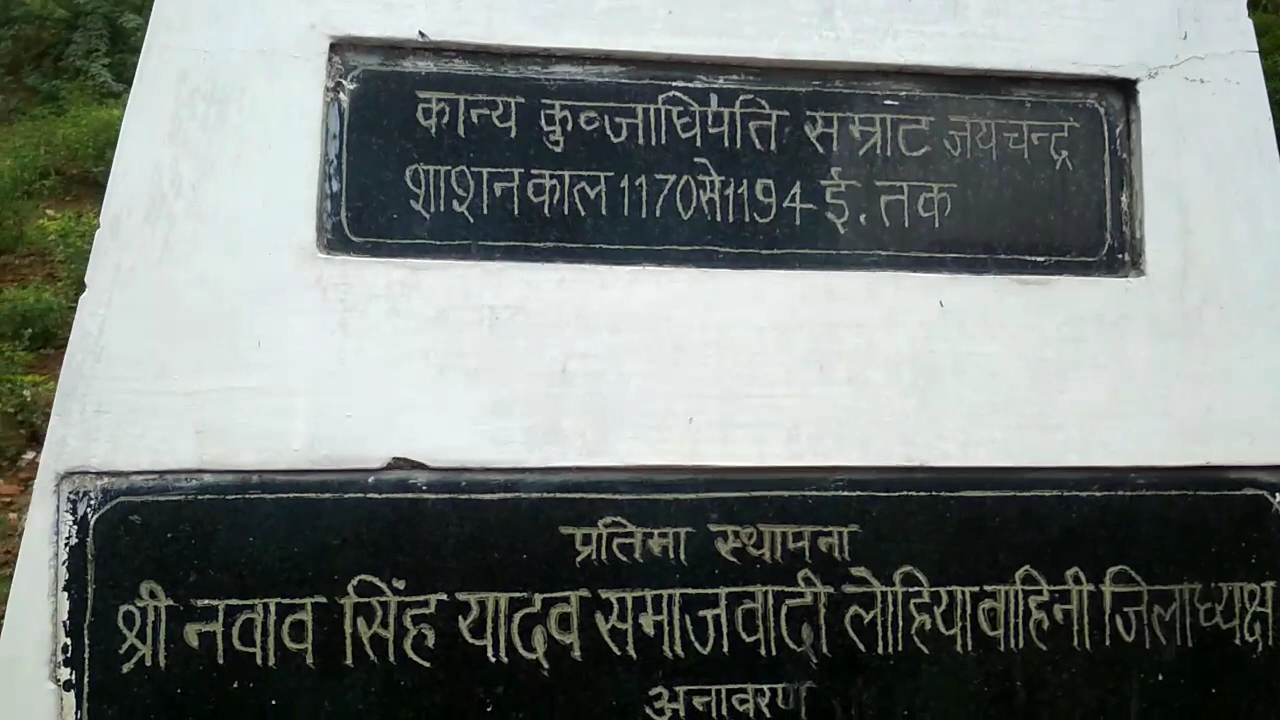 कान्य कुब्जाधिपति सम्राट जयचन्द्र
शाशन काल 1170 से 1194 ई. तक
प्रतिमा स्थापना
श्री नवाव सिंह यादव समाजवादी लोहिया वाहिनी जिलाध्यक्ष
अनावरण